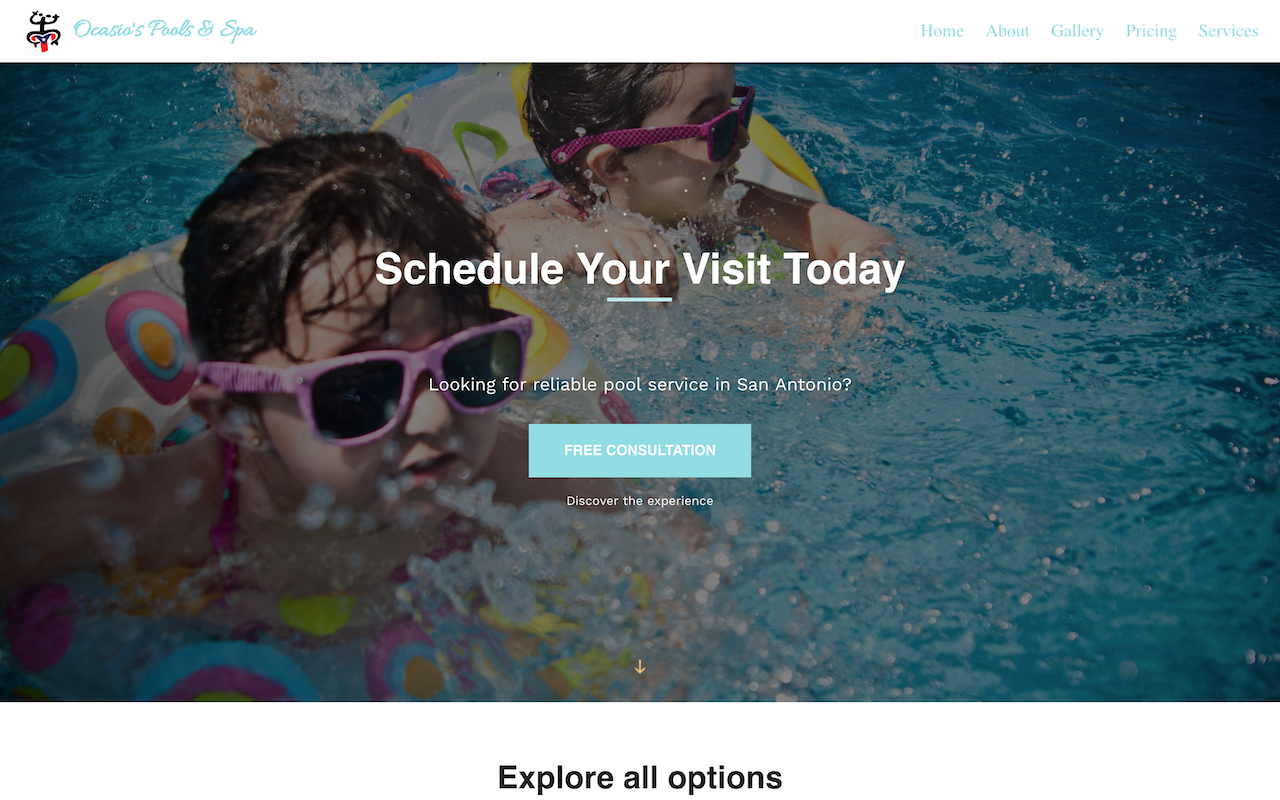 Ocasio's Pools & Spa
Home About Gallery Pricing Services
Schedule Your Visit Today
Looking for reliable pool service in San Antonio?
FREE CONSULTATION
Discover the experience
Explore all options